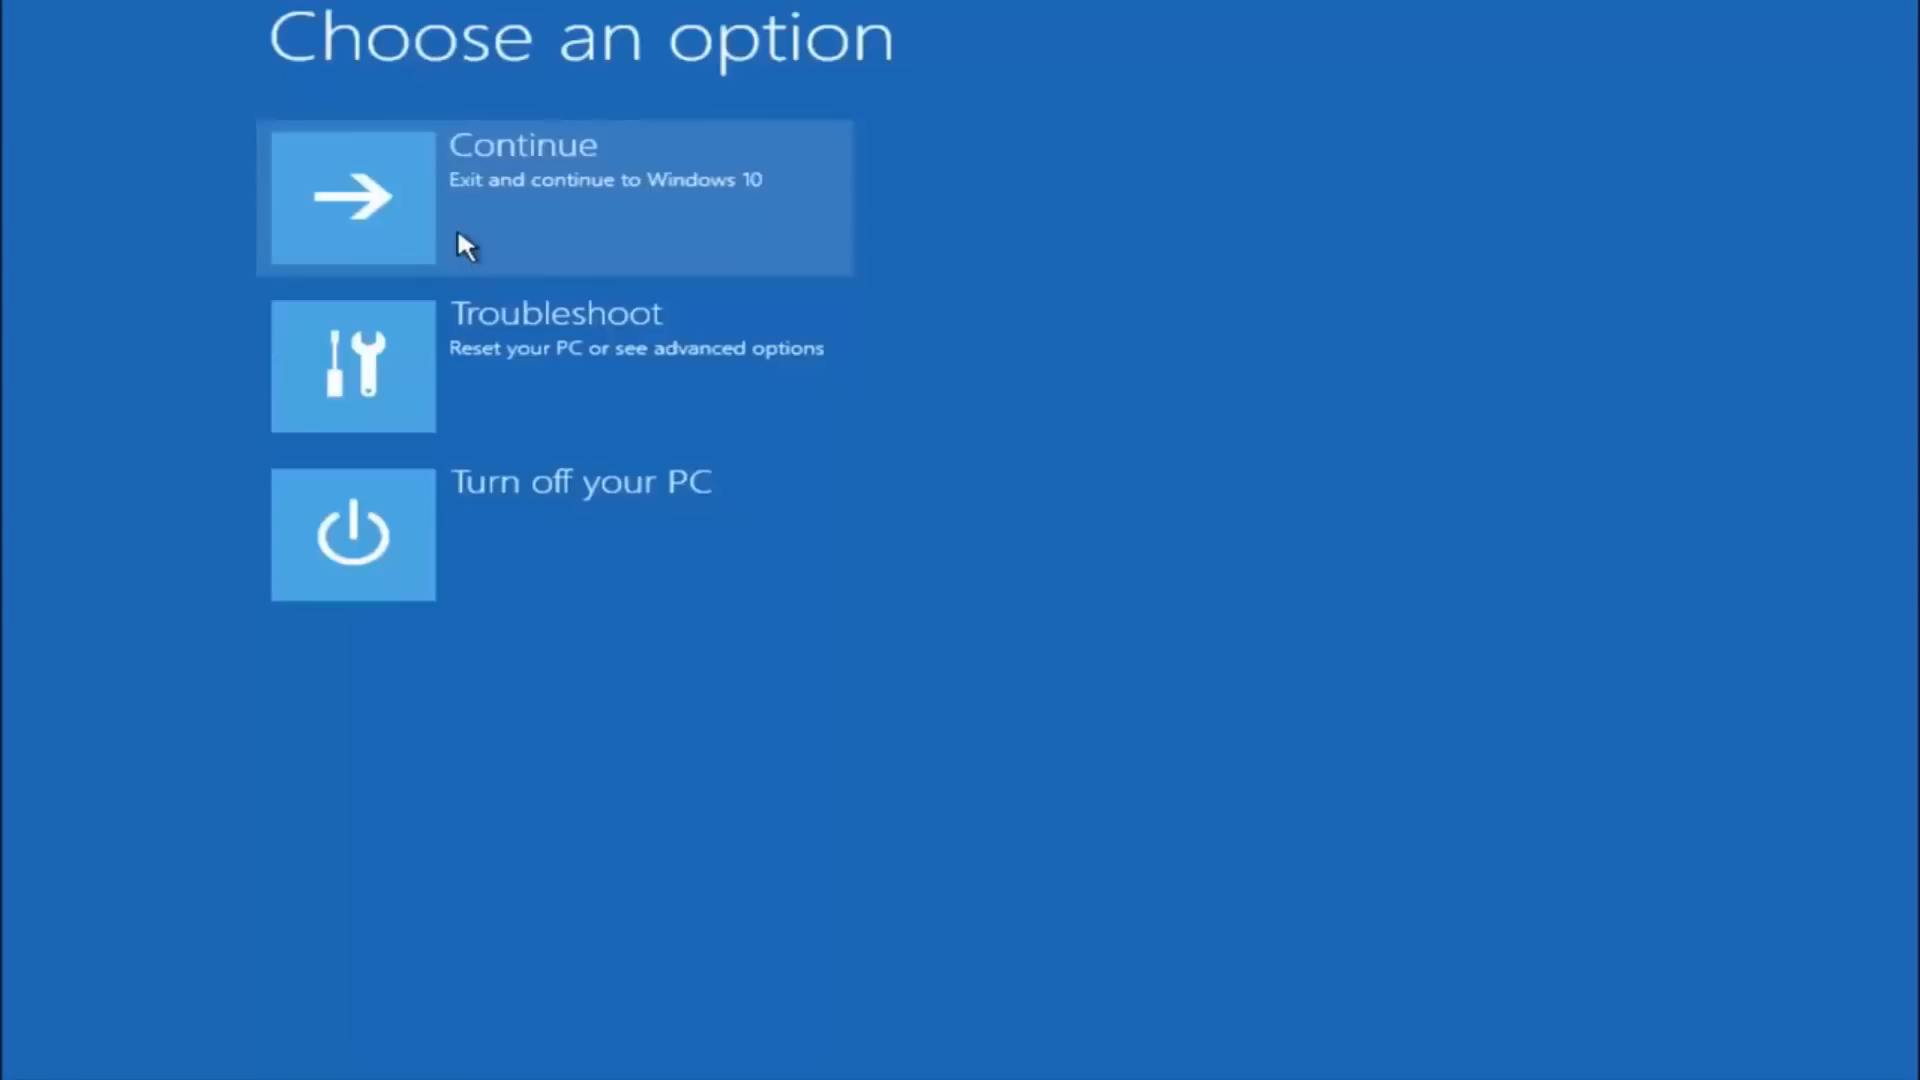 Choose an option
Continue
Exit and continue to Windows 10
Troubleshoot
Reset your PC or see advanced options
Turn off your PC